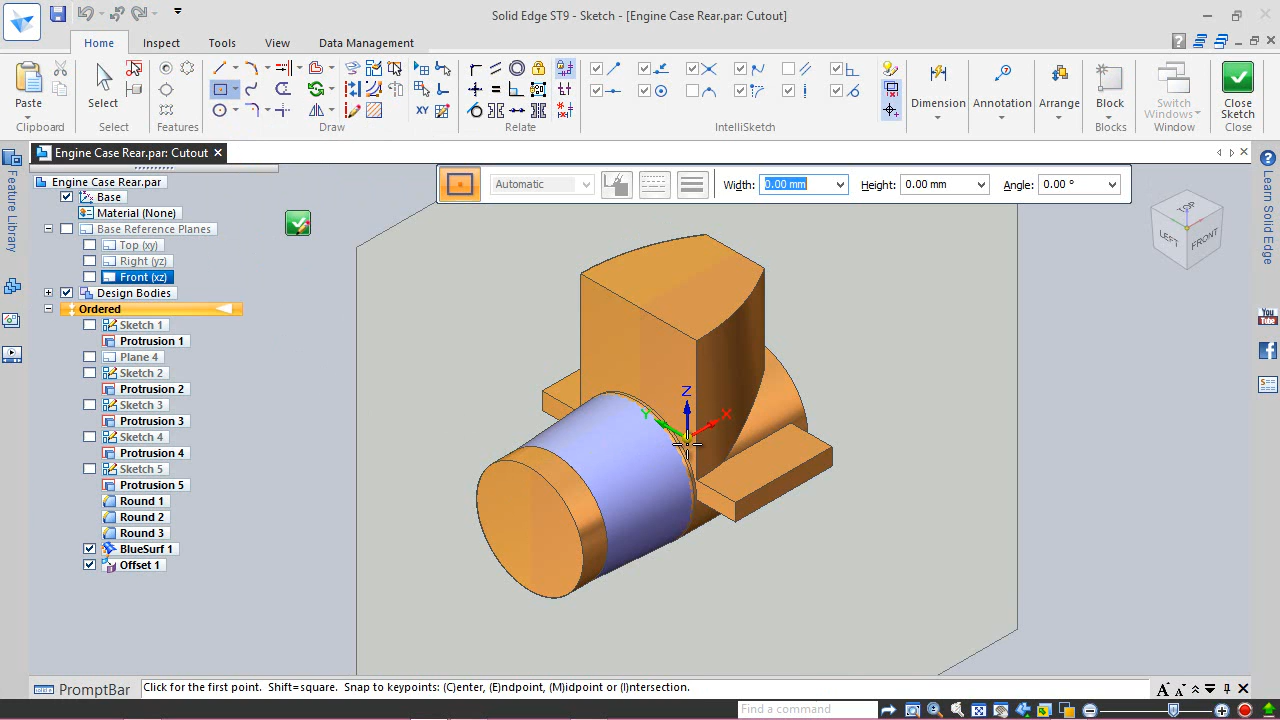 Solid Edge ST9 - Sketch - [Engine Case Rear.par: Cutout]
Home
Inspect
Tools
View
Data Management
Paste
Select
Dimension
Annotation
Arrange
Block
Switch Windows
Close Sketch
Clipboard
Select
Features
Draw
Relate
IntelliSketch
Blocks
Window
Close
Engine Case Rear.par: Cutout
Automatic
Width: 0.00 mm
Height: 0.00 mm
Angle: 0.00 °
Feature Library
Engine Case Rear.par
Base
Material (None)
Base Reference Planes
Top (xy)
Right (yz)
Front (xz)
Design Bodies
Ordered
Sketch 1
Protrusion 1
Plane 4
Sketch 2
Protrusion 2
Sketch 3
Protrusion 3
Sketch 4
Protrusion 4
Sketch 5
Protrusion 5
Round 1
Round 2
Round 3
BlueSurf 1
Offset 1
TOP
LEFT
FRONT
Z
Y
X
Learn Solid Edge
You Tube
PromptBar
Click for the first point. Shift=square. Snap to keypoints: (C)enter, (E)ndpoint, (M)idpoint or (I)ntersection.
Find a command